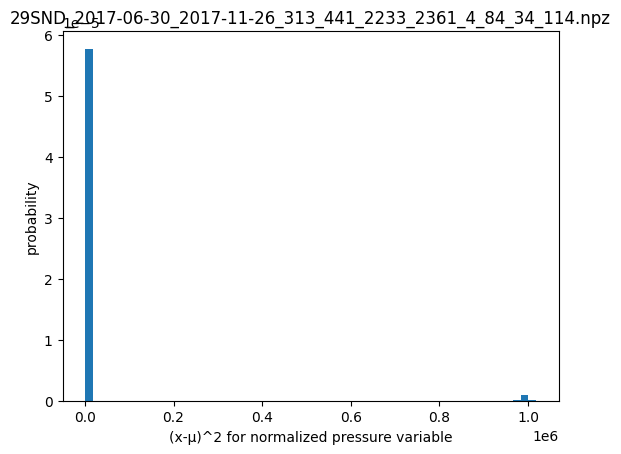 29SND_2017-06-30_2017-11-26_313_441_2233_2361_4_84_34_114.npz
1e−5
6
5
4
3
2
1
0
probability
0.0 0.2 0.4 0.6 0.8 1.0
1e6
(x-μ)^2 for normalized pressure variable